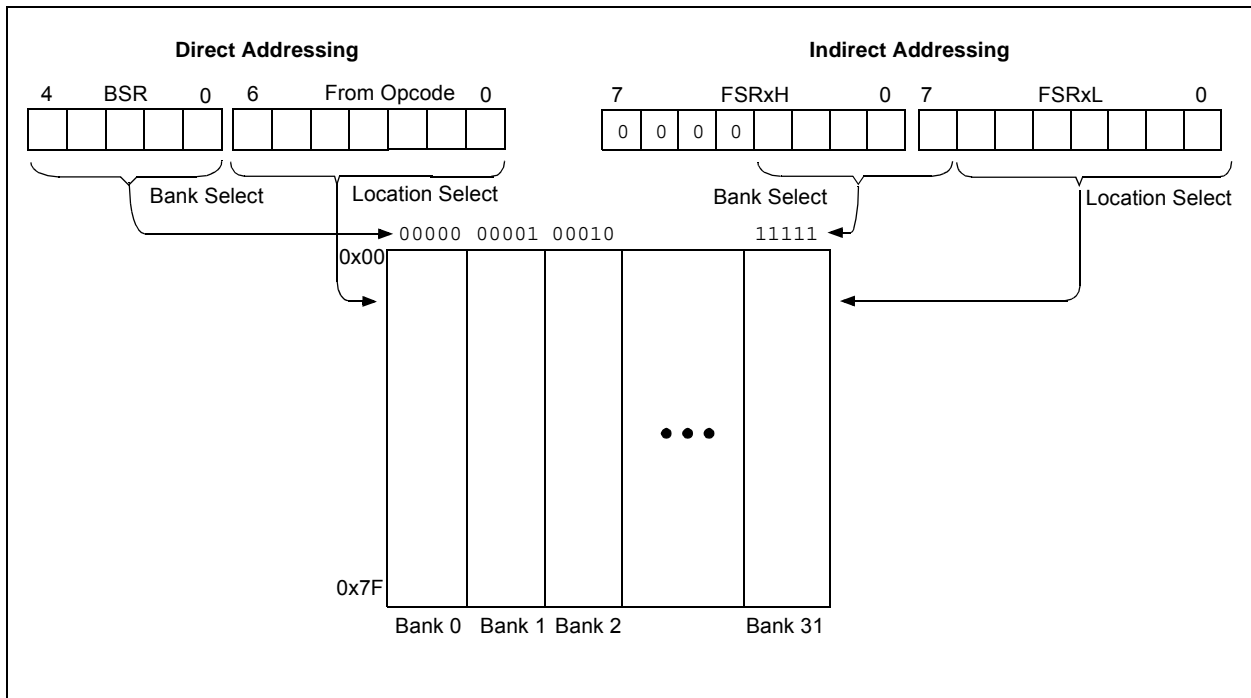 Direct Addressing
Indirect Addressing
4 BSR 0 6 From Opcode 0
7 FSRxH 0 7 FSRxL 0
0 0 0 0
Bank Select
Location Select
Bank Select
Location Select
00000 00001 00010 11111
0x00
0x7F
Bank 0 Bank 1 Bank 2 Bank 31